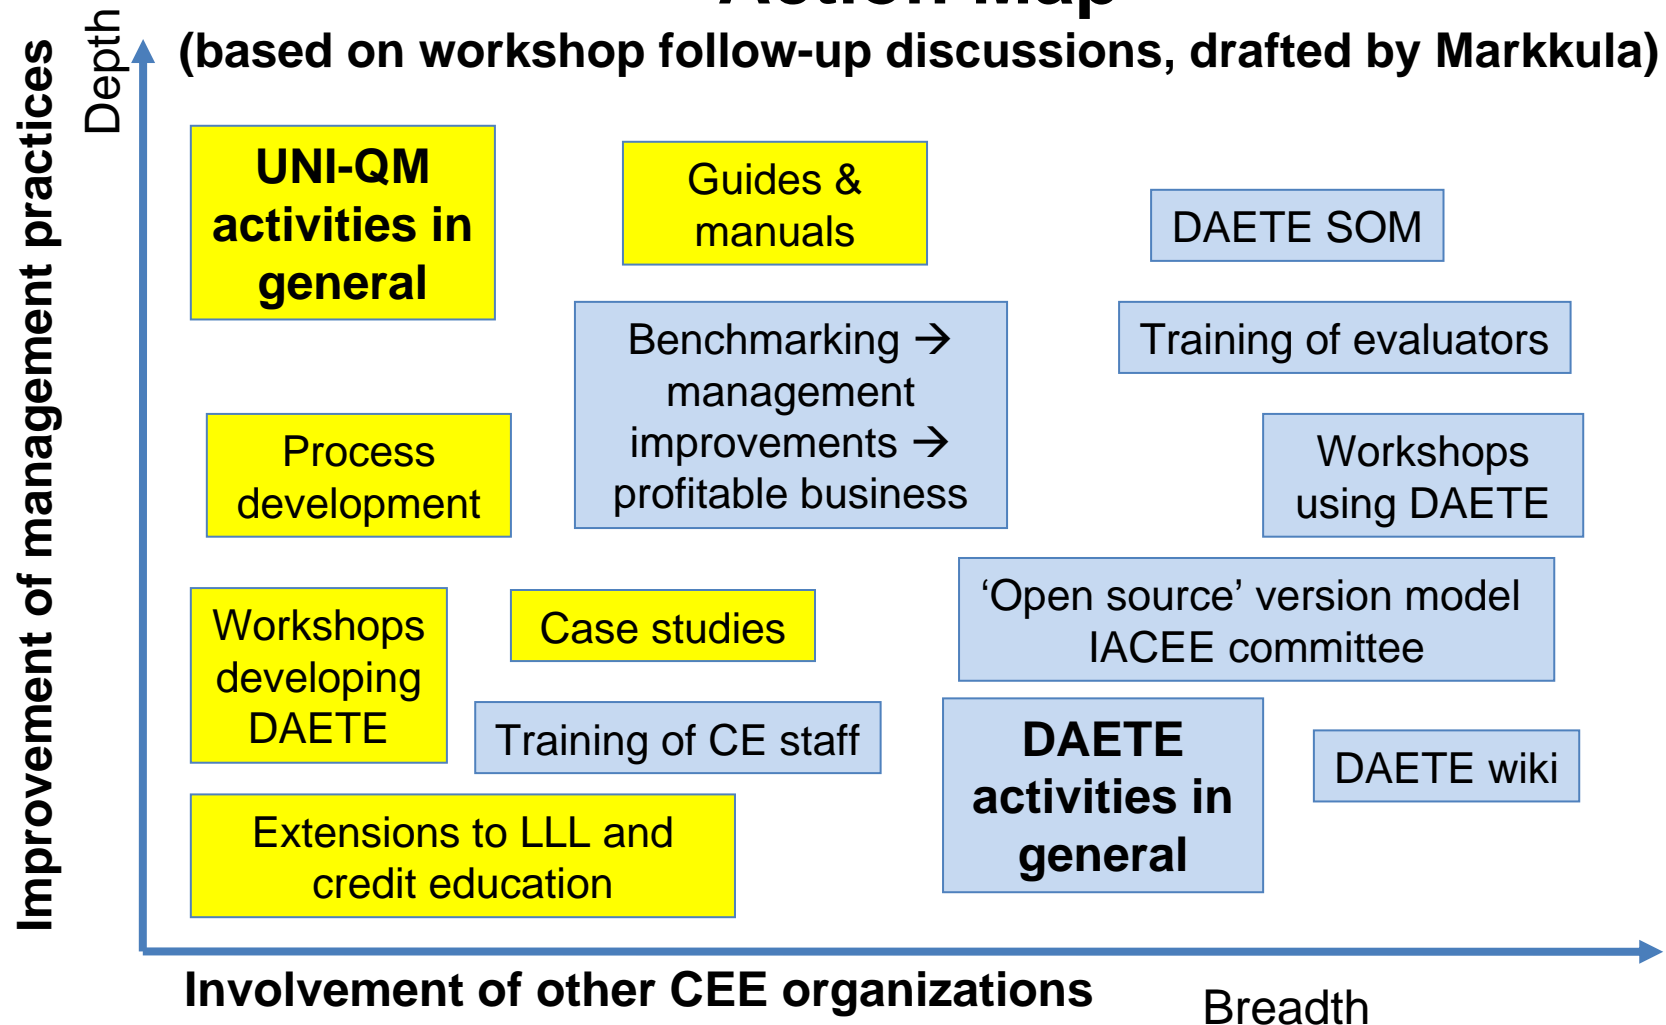 Action Map
(based on workshop follow-up discussions, drafted by Markkula)
Improvement of management practices
Depth
UNI-QM
activities in
general
Guides &
manuals
DAETE SOM
Benchmarking →
management
improvements →
profitable business
Training of evaluators
Process
development
Workshops
using DAETE
Workshops
developing
DAETE
Case studies
‘Open source’ version model
IACEE committee
Training of CE staff
DAETE
activities in
general
DAETE wiki
Extensions to LLL and
credit education
Involvement of other CEE organizations
Breadth